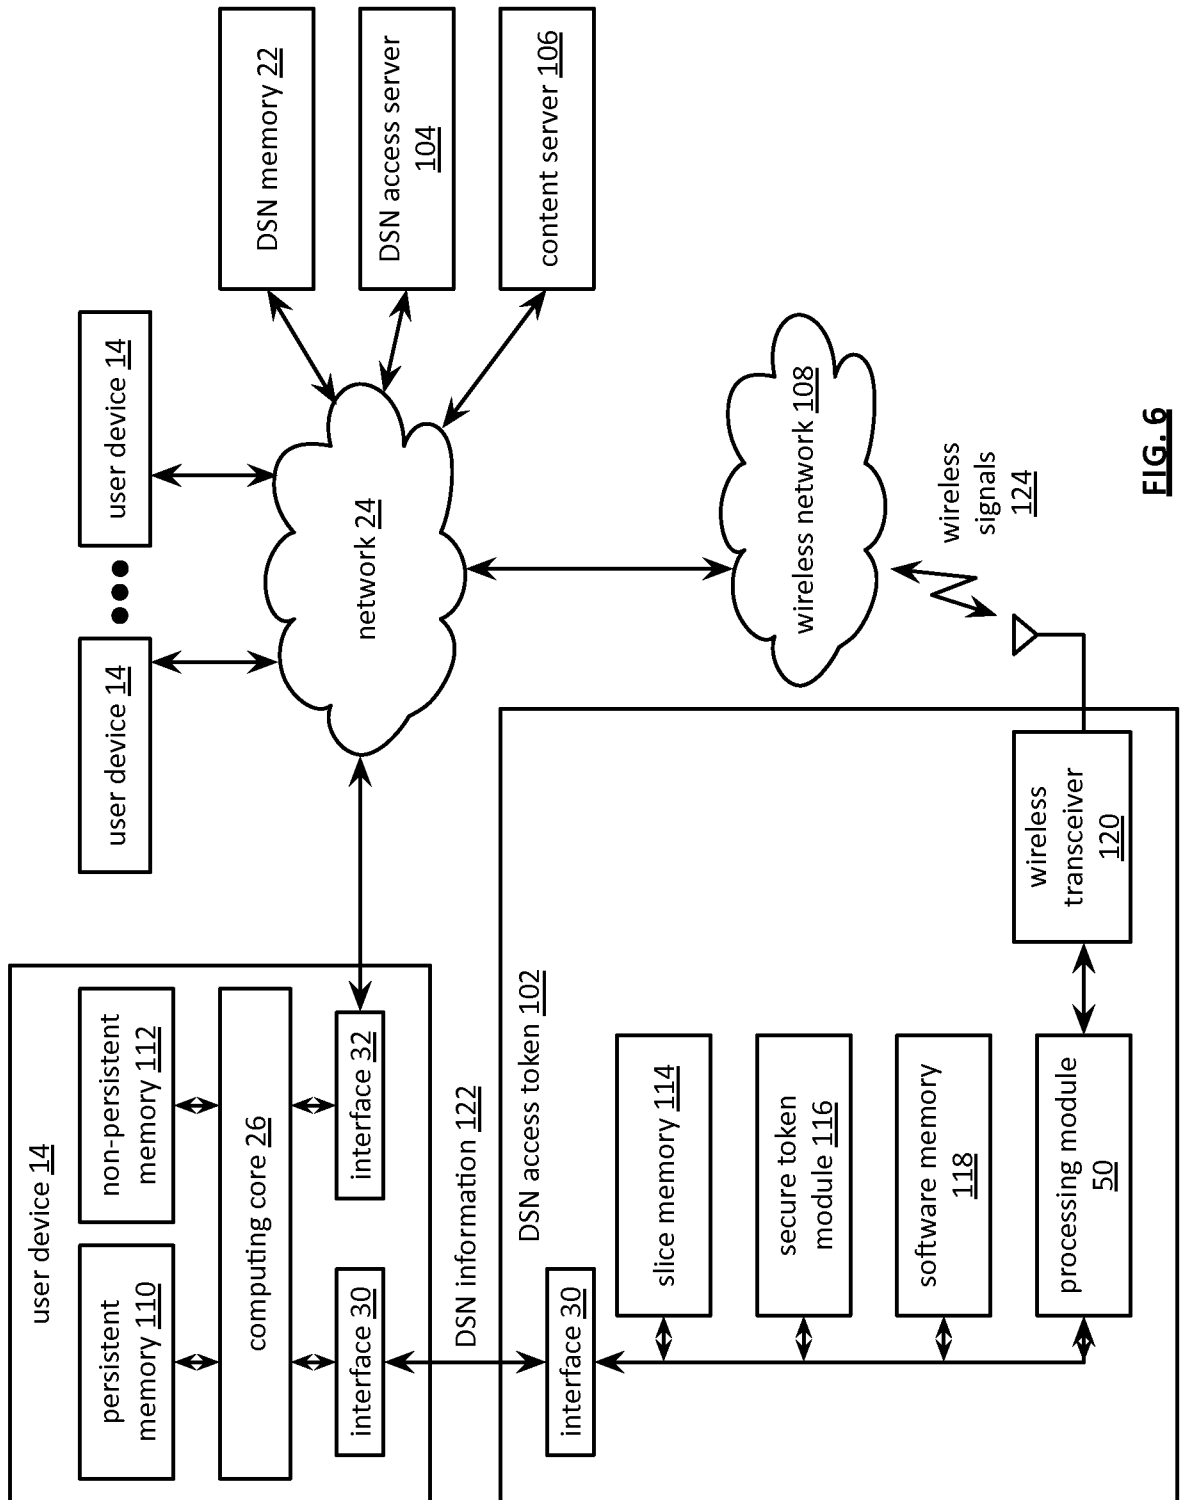 user device 14
persistent
memory 110
non-persistent
memory 112
computing core 26
interface 30
interface 32
DSN information 122
user device 14
user device 14
network 24
DSN memory 22
DSN access server
104
content server 106
DSN access token 102
interface 30
slice memory 114
secure token
module 116
software memory
118
processing module
50
wireless
transceiver
120
wireless network 108
wireless
signals
124
FIG. 6